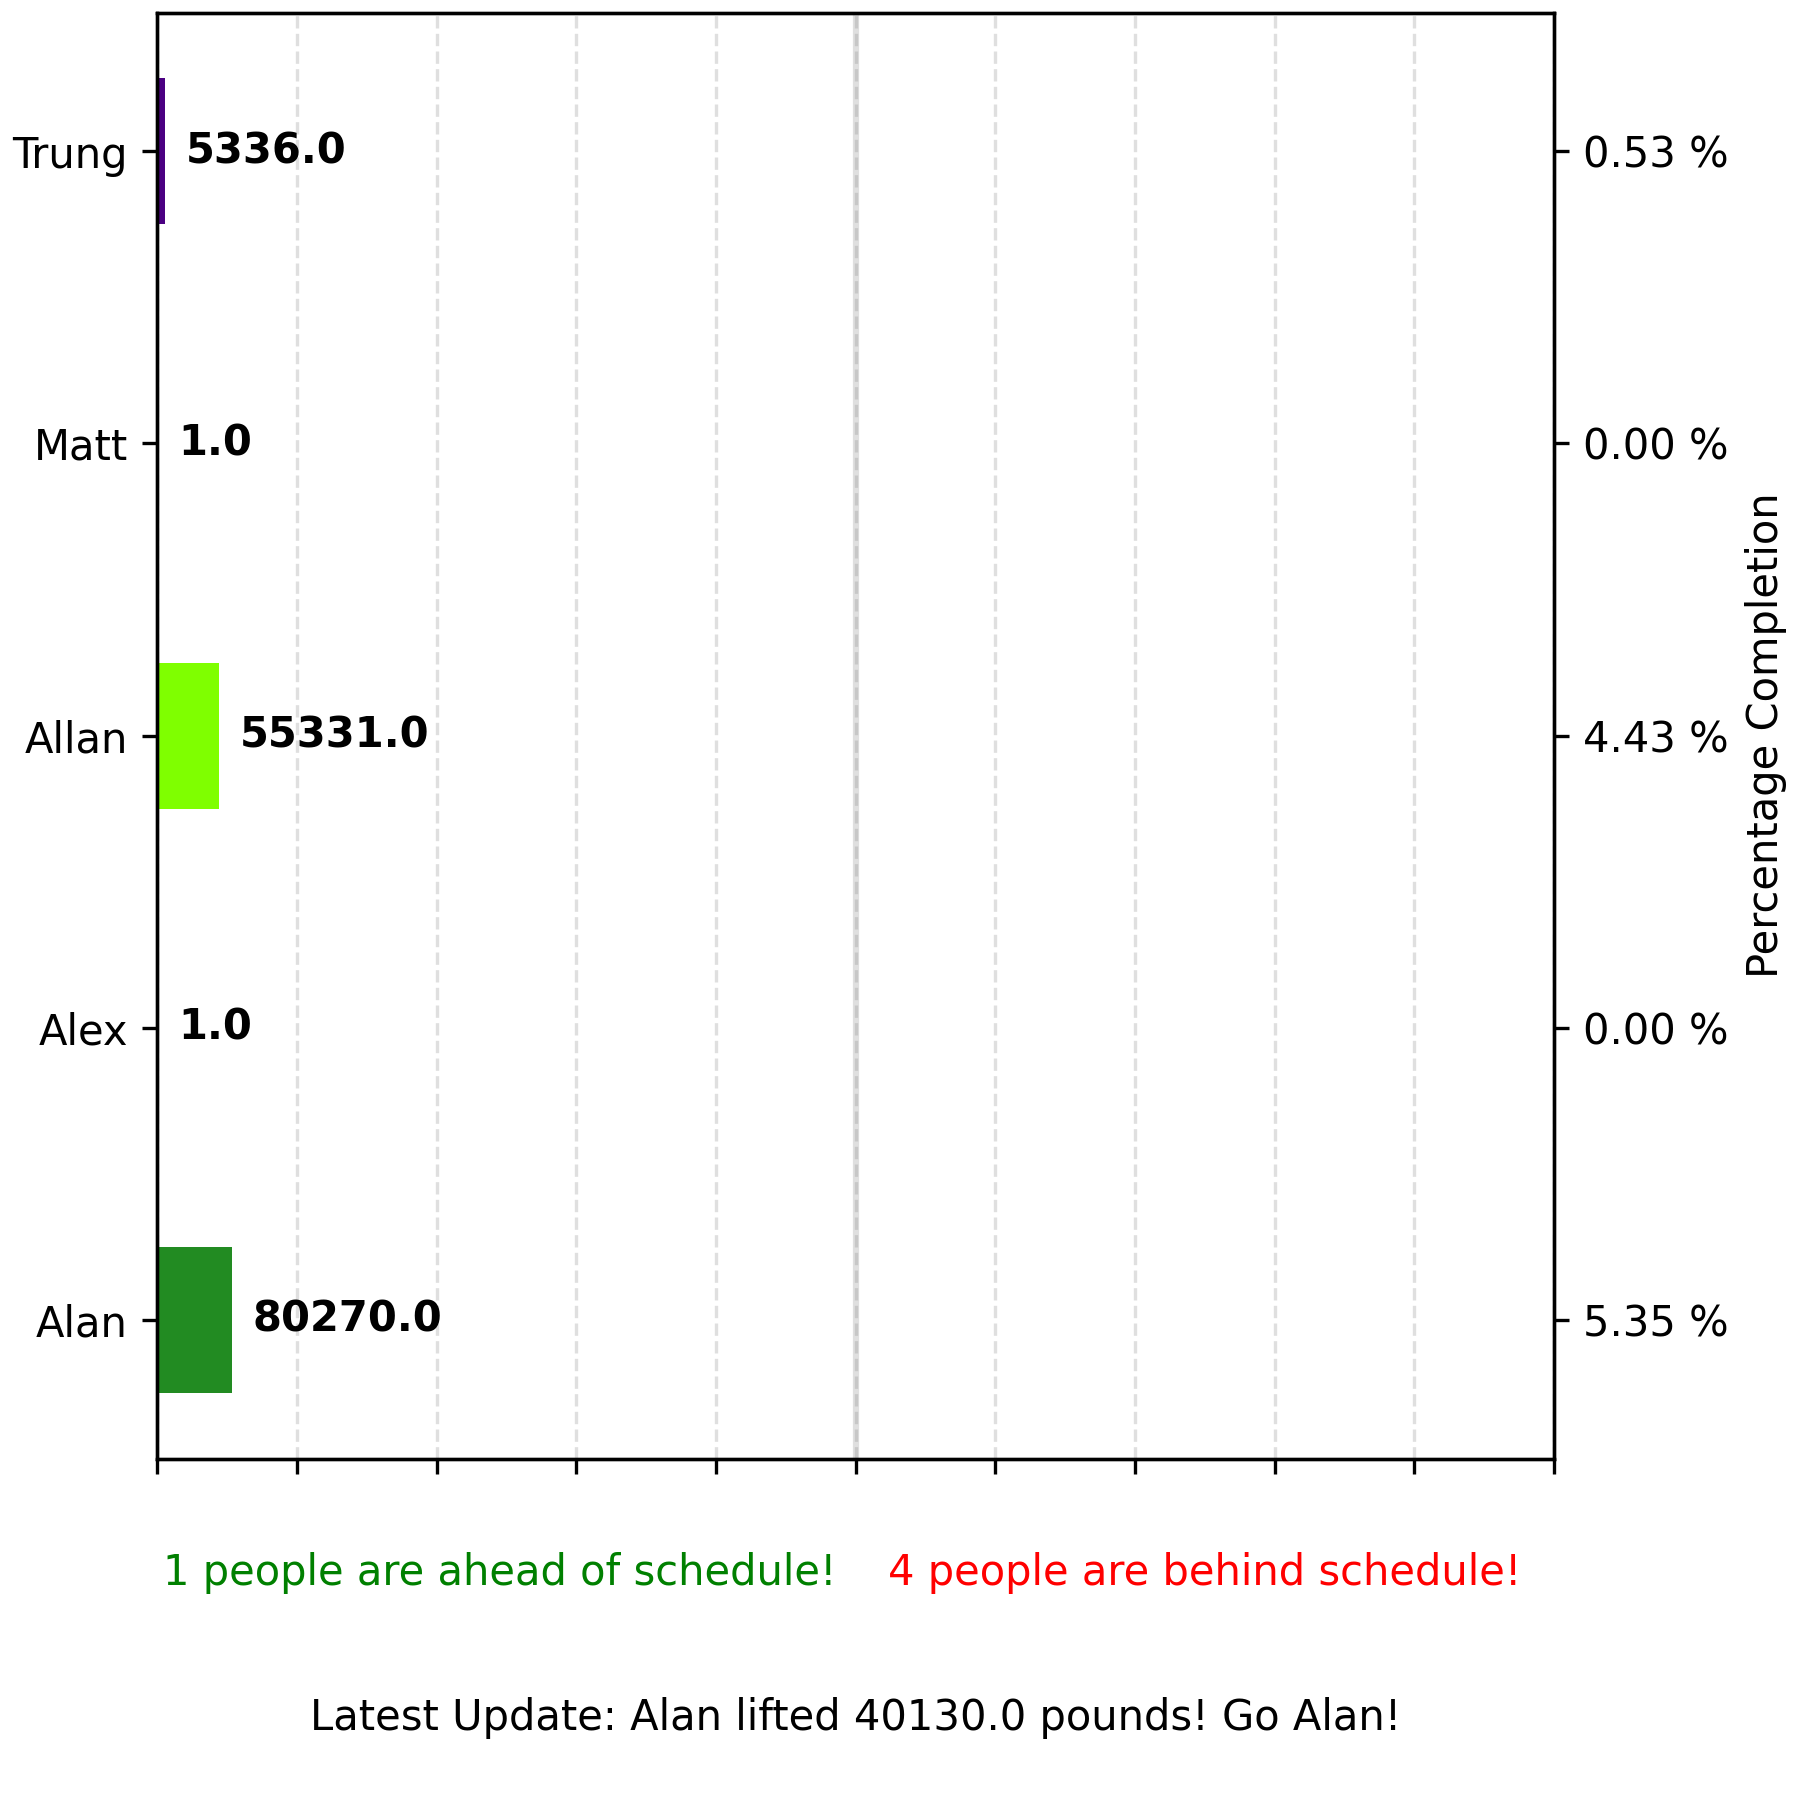 Trung
5336.0
0.53 %
Matt
1.0
0.00 %
Allan
55331.0
4.43 %
Alex
1.0
0.00 %
Alan
80270.0
5.35 %
Percentage Completion
1 people are ahead of schedule!
4 people are behind schedule!
Latest Update: Alan lifted 40130.0 pounds! Go Alan!